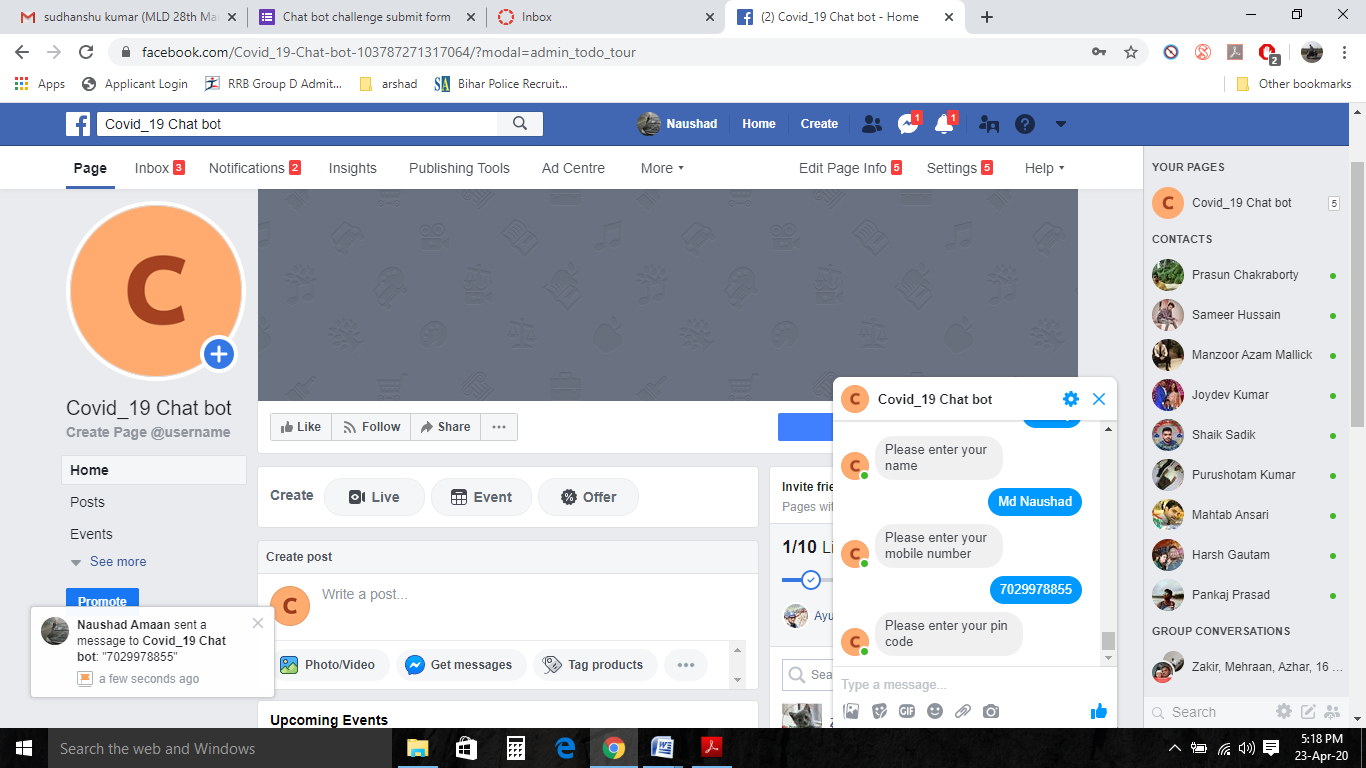 sudhanshu kumar (MLD 28th Ma
Chat bot challenge submit form
Inbox
(2) Covid_19 Chat bot - Home
facebook.com/Covid_19-Chat-bot-103787271317064/?modal=admin_todo_tour
2
Apps
Applicant Login
RRB Group D Admit...
arshad
SA
Bihar Police Recruit...
Other bookmarks
Covid_19 Chat bot
Naushad
Home
Create
1
1
Page
Inbox 3
Notifications 2
Insights
Publishing Tools
Ad Centre
More
Edit Page Info 5
Settings 5
Help
C
Covid_19 Chat bot
Create Page @username
Home
Posts
Events
See more
Promote
Naushad Amaan sent a
message to Covid_19 Chat
bot: "7029978855"
a few seconds ago
Like
Follow
Share
Create
Live
Event
Offer
Create post
C
Write a post...
Photo/Video
Get messages
Tag products
Upcoming Events
Invite frie
Pages wit
1/10 Li
Ayu
Sea
C
Covid_19 Chat bot
Please enter your
name
C
Md Naushad
Please enter your
mobile number
C
7029978855
Please enter your pin
code
C
Type a message...
GIF
YOUR PAGES
C
Covid_19 Chat bot
5
CONTACTS
Prasun Chakraborty
Sameer Hussain
Manzoor Azam Mallick
Joydev Kumar
Shaik Sadik
Purushotam Kumar
Mahtab Ansari
Harsh Gautam
Pankaj Prasad
GROUP CONVERSATIONS
Zakir, Mehraan, Azhar, 16 ...
Search
Search the web and Windows
5:18 PM
23-Apr-20